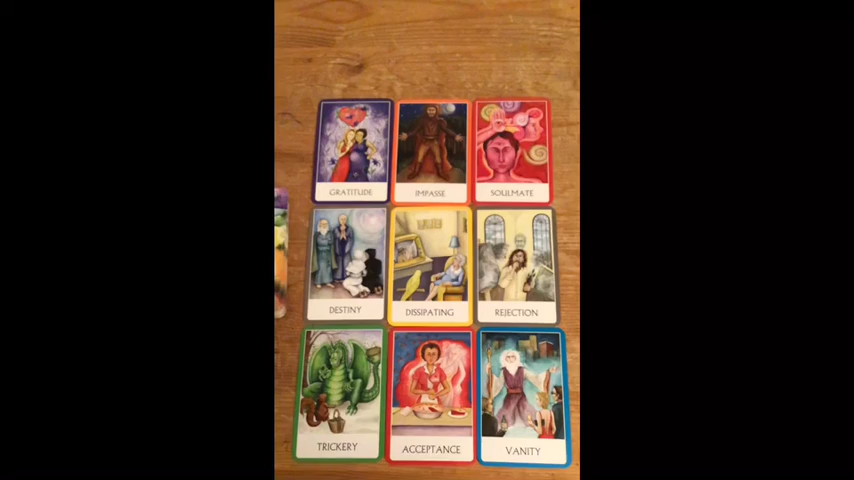 GRATITUDE
IMPASSE
SOULMATE
DESTINY
DISSIPATING
REJECTION
TRICKERY
ACCEPTANCE
VANITY